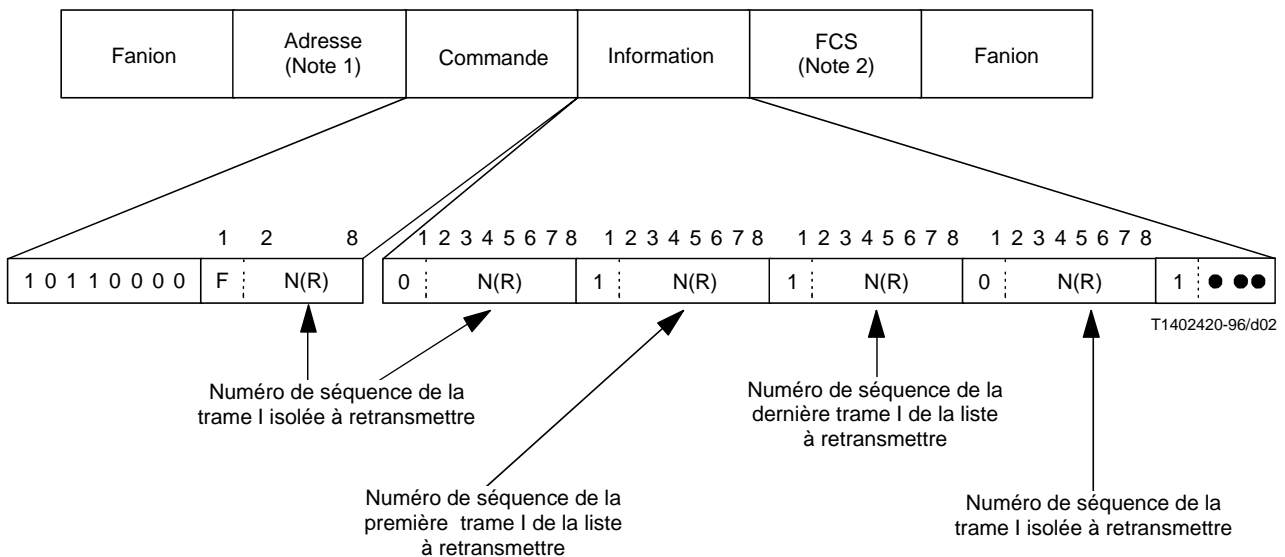 Fanion
Adresse
(Note 1)
Commande
Information
FCS
(Note 2)
Fanion
1 2 8
1 2 3 4 5 6 7 8 1 2 3 4 5 6 7 8 1 2 3 4 5 6 7 8 1 2 3 4 5 6 7 8
1 0 1 1 0 0 0 0 F N(R) 0 N(R) 1 N(R) 1 N(R) 0 N(R) 1 ● ●●
T1402420-96/d02
Numéro de séquence de la
trame I isolée à retransmettre
Numéro de séquence de la
dernière trame I de la liste
à retransmettre
Numéro de séquence de la
première trame I de la liste
à retransmettre
Numéro de séquence de la
trame I isolée à retransmettre